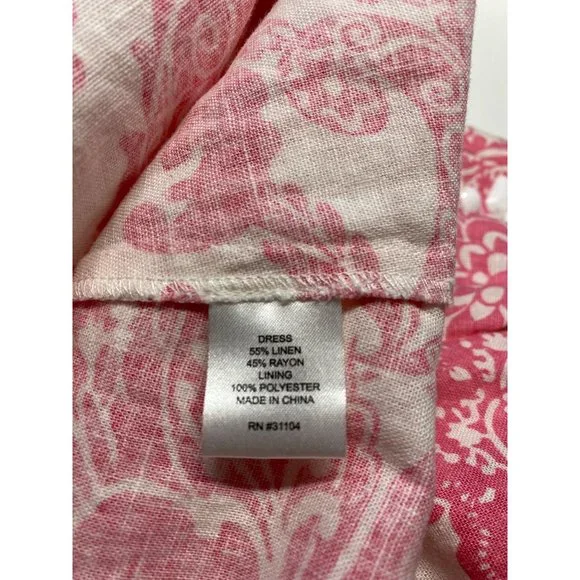 DRESS
55% LINEN
45% RAYON
LINING
100% POLYESTER
MADE IN CHINA
RN #31104